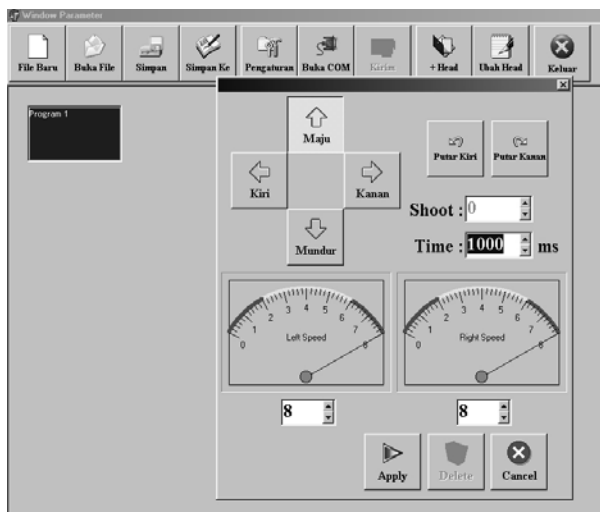 Window Parameter
File Baru Buka File Simpan Simpan Ke Pengaturan Buka COM Kirim + Head Ubah Head Keluar
Program 1
Maju
Kiri Kanan
Mundur
Putar Kiri Putar Kanan
Shoot : 0
Time : 1000 ms
0 1 2 3 4 5 6 7 8
Left Speed
0 1 2 3 4 5 6 7 8
Right Speed
8 8
Apply Delete Cancel